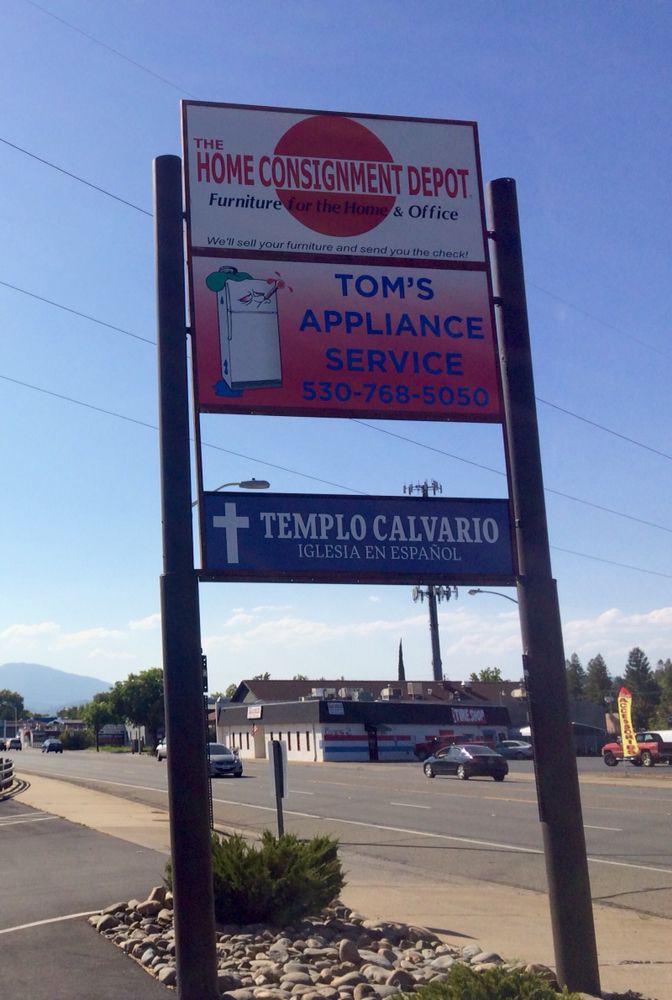 THE
HOME CONSIGNMENT DEPOT
Furniture for the Home & Office
We'll sell your furniture and send you the check!
TOM'S
APPLIANCE
SERVICE
530-768-5050
TEMPLO CALVARIO
IGLESIA EN ESPAÑOL
ACCESSORIES